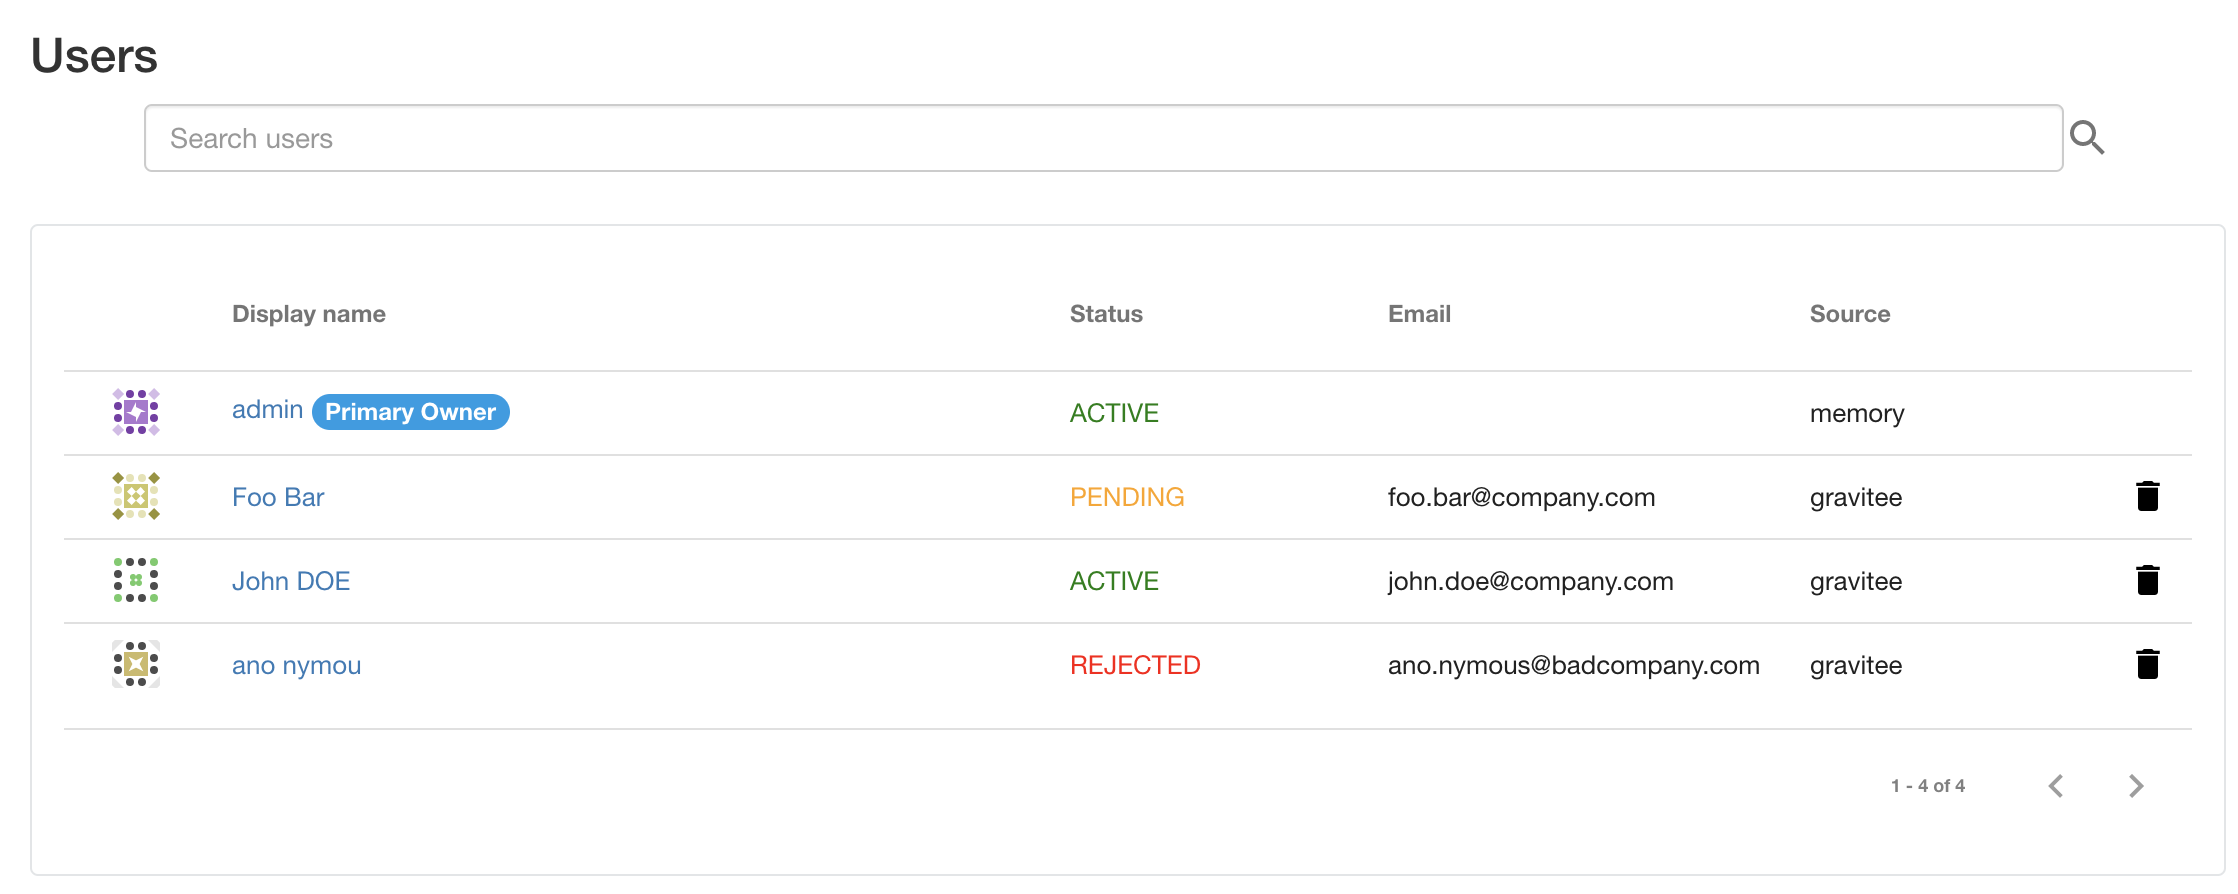 Users
Search users
Display name Status Email Source
admin Primary Owner ACTIVE memory
Foo Bar PENDING foo.bar@company.com gravitee
John DOE ACTIVE john.doe@company.com gravitee
ano nymou REJECTED ano.nymous@badcompany.com gravitee
1 - 4 of 4